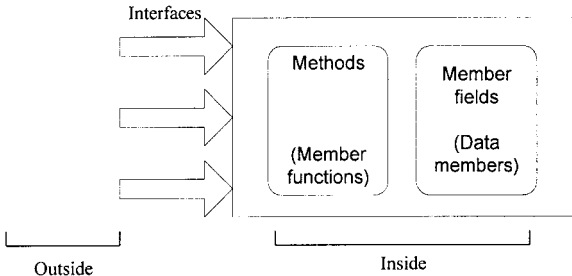 Interfaces
Methods
(Member
functions)
Member
fields
(Data
members)
Outside
Inside